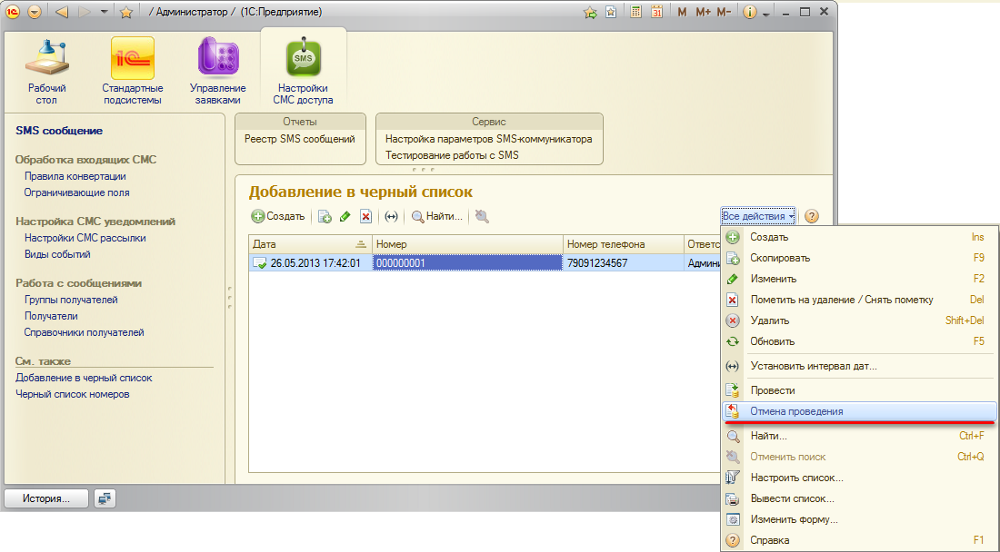 / Администратор / (1С:Предприятие)
M M+ M-
Рабочий
стол
Стандартные
подсистемы
Управление
заявками
SMS
Настройки
СМС доступа
SMS сообщение
Обработка входящих СМС
Правила конвертации
Ограничивающие поля
Настройка СМС уведомлений
Настройки СМС рассылки
Виды событий
Работа с сообщениями
Группы получателей
Получатели
Справочники получателей
См. также
Добавление в черный список
Черный список номеров
Отчеты
Реестр SMS сообщений
Сервис
Настройка параметров SMS-коммуникатора
Тестирование работы с SMS
Добавление в черный список
Создать Найти... Все действия
Дата Номер Номер телефона Ответс
26.05.2013 17:42:01 000000001 79091234567 Админи
Создать Ins
Скопировать F9
Изменить F2
Пометить на удаление / Снять пометку Del
Удалить Shift+Del
Обновить F5
Установить интервал дат...
Провести
Отмена проведения
Найти... Ctrl+F
Отменить поиск Ctrl+Q
Настроить список...
Вывести список...
Изменить форму...
Справка F1
История...